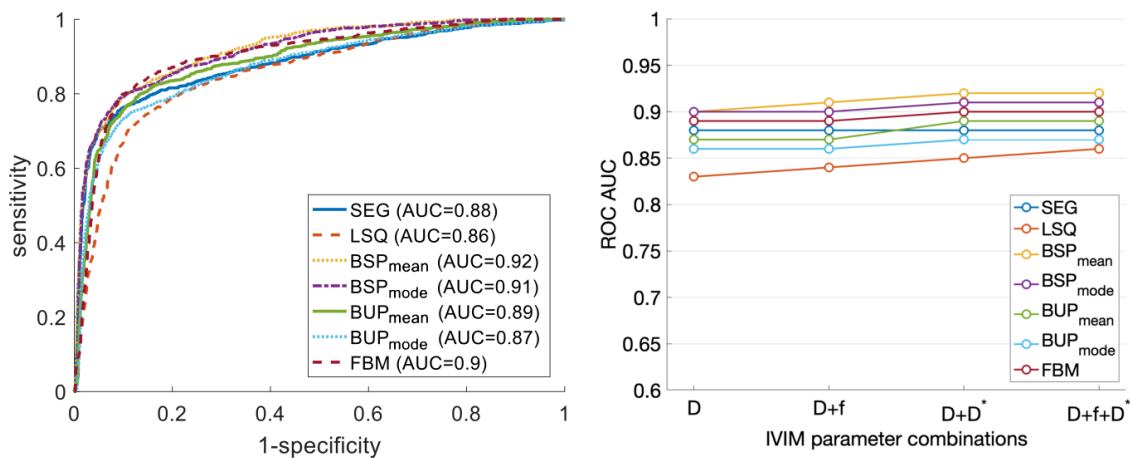 1
0.8
0.6
0.4
0.2
0
0
0.2
0.4
0.6
0.8
1
sensitivity
1-specificity
SEG (AUC=0.88)
LSQ (AUC=0.86)
BSPmean (AUC=0.92)
BSPmode (AUC=0.91)
BUPmean (AUC=0.89)
BUPmode (AUC=0.87)
FBM (AUC=0.9)
1
0.95
0.9
0.85
0.8
0.75
0.7
0.65
0.6
ROC AUC
D
D+f
D+D*
D+f+D*
IVIM parameter combinations
SEG
LSQ
BSPmean
BSPmode
BUPmean
BUPmode
FBM